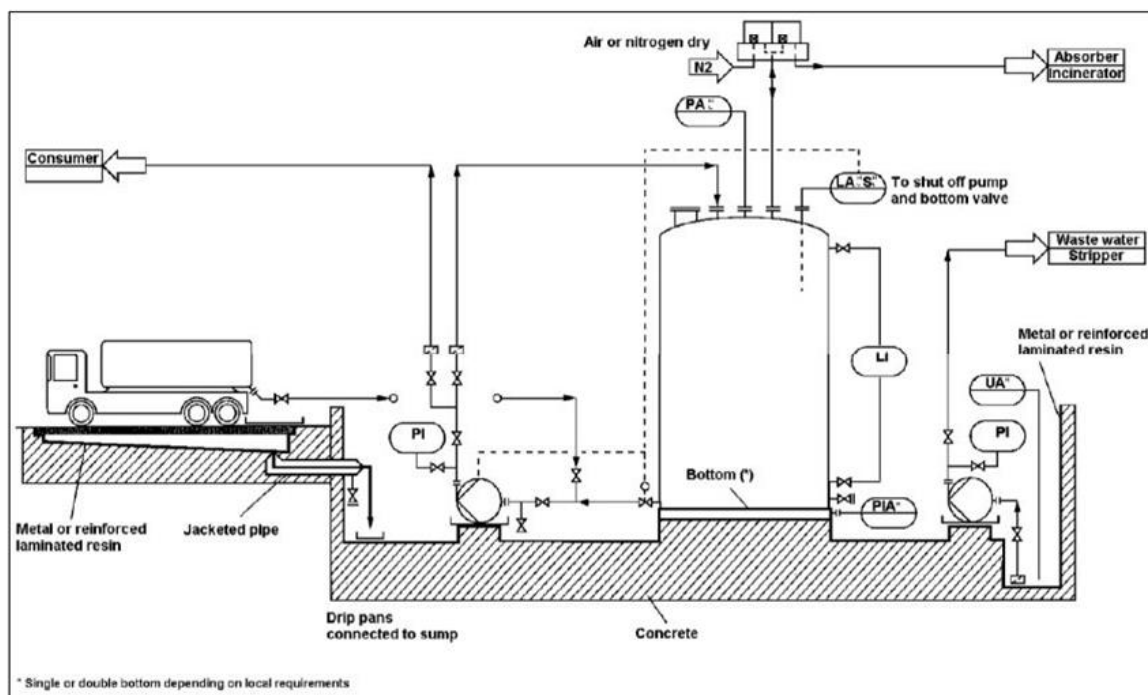 Air or nitrogen dry
N2
Absorber
Incinerator
PA
Consumer
LA S
To shut off pump
and bottom valve
Waste water
Stripper
Metal or reinforced
laminated resin
LI
UA
PI
PI
Bottom (*)
PIA
Metal or reinforced
laminated resin
Jacketed pipe
Drip pans
connected to sump
Concrete
* Single or double bottom depending on local requirements